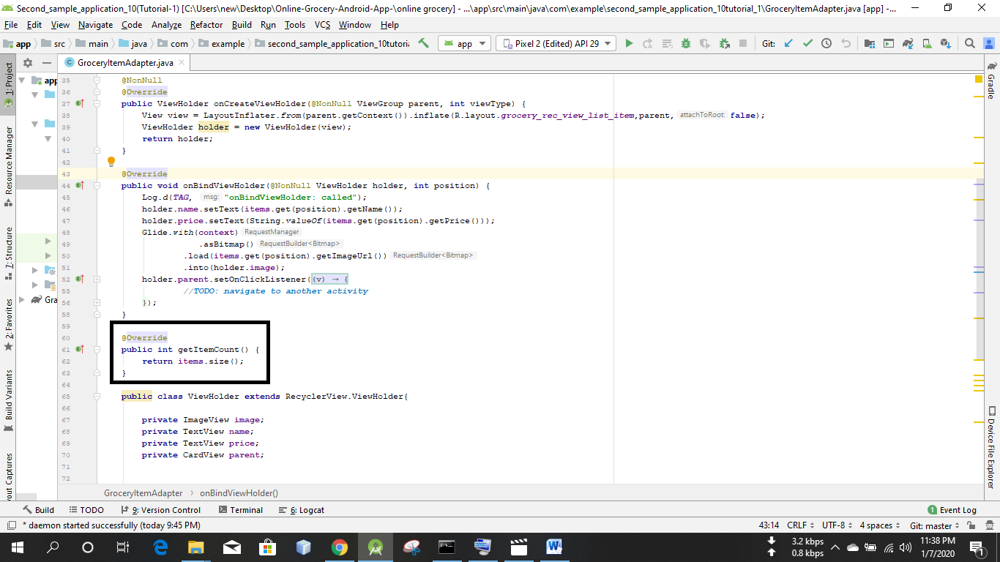 Second_sample_application_10(Tutorial-1) [C:\Users\new\Desktop\Online-Grocery-Android-App-\online grocery] - ...\app\src\main\java\com\example\second_sample_application_10tutorial_1\GroceryItemAdapter.java [app] -...
File Edit View Navigate Code Analyze Refactor Build Run Tools VCS Window Help
app src main java com example second_sample_application_10tutoria app Pixel 2 (Edited) API 29 Git:
1: Project
Resource Manager
7: Structure
2: Favorites
Build Variants
yout Captures
app
Gra
GroceryItemAdapter.java
35 @NonNull
36 @Override
37 public ViewHolder onCreateViewHolder(@NonNull ViewGroup parent, int viewType) {
38 View view = LayoutInflater.from(parent.getContext()).inflate(R.layout.grocery_rec_view_list_item,parent, attachToRoot: false);
39 ViewHolder holder = new ViewHolder(view);
40 return holder;
41 }
42
43 @Override
44 public void onBindViewHolder(@NonNull ViewHolder holder, int position) {
45 Log.d(TAG, msg: "onBindViewHolder: called");
46 holder.name.setText(items.get(position).getName());
47 holder.price.setText(String.valueOf(items.get(position).getPrice()));
48 Glide.with(context) RequestManager
49 .asBitmap() RequestBuilder<Bitmap>
50 .load(items.get(position).getImageUrl()) RequestBuilder<Bitmap>
51 .into(holder.image);
52 holder.parent.setOnClickListener((v) → {
55 //TODO: navigate to another activity
56 });
58 }
59
60 @Override
61 public int getItemCount() {
62 return items.size();
63 }
64
65 public class ViewHolder extends RecyclerView.ViewHolder{
66
67 private ImageView image;
68 private TextView name;
69 private TextView price;
70 private CardView parent;
71
72
Gradle
Device File Explorer
GroceryItemAdapter › onBindViewHolder()
Build TODO 9: Version Control Terminal 6: Logcat 1 Event Log
* daemon started successfully (today 9:45 PM) 43:14 CRLF UTF-8 4 spaces Git: master
3.2 kbps
0.8 kbps
11:38 PM
1/7/2020
1